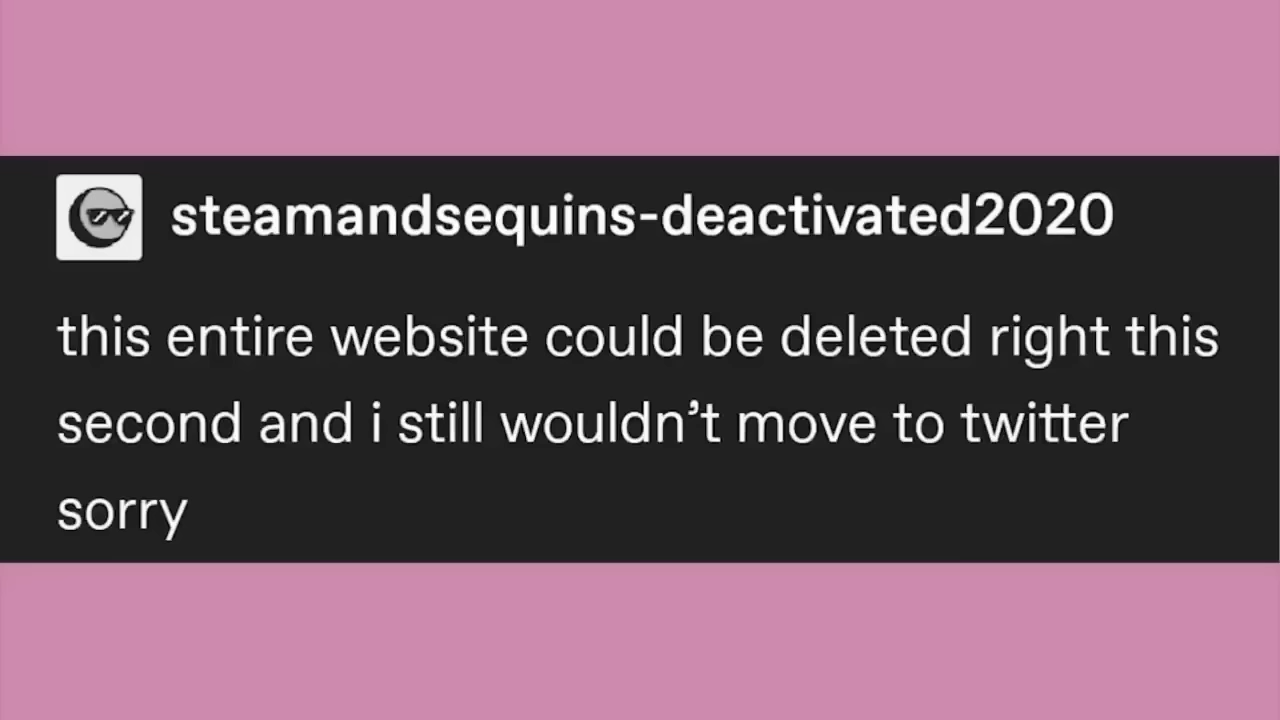 steamandsequins-deactivated2020
this entire website could be deleted right this
second and i still wouldn’t move to twitter
sorry